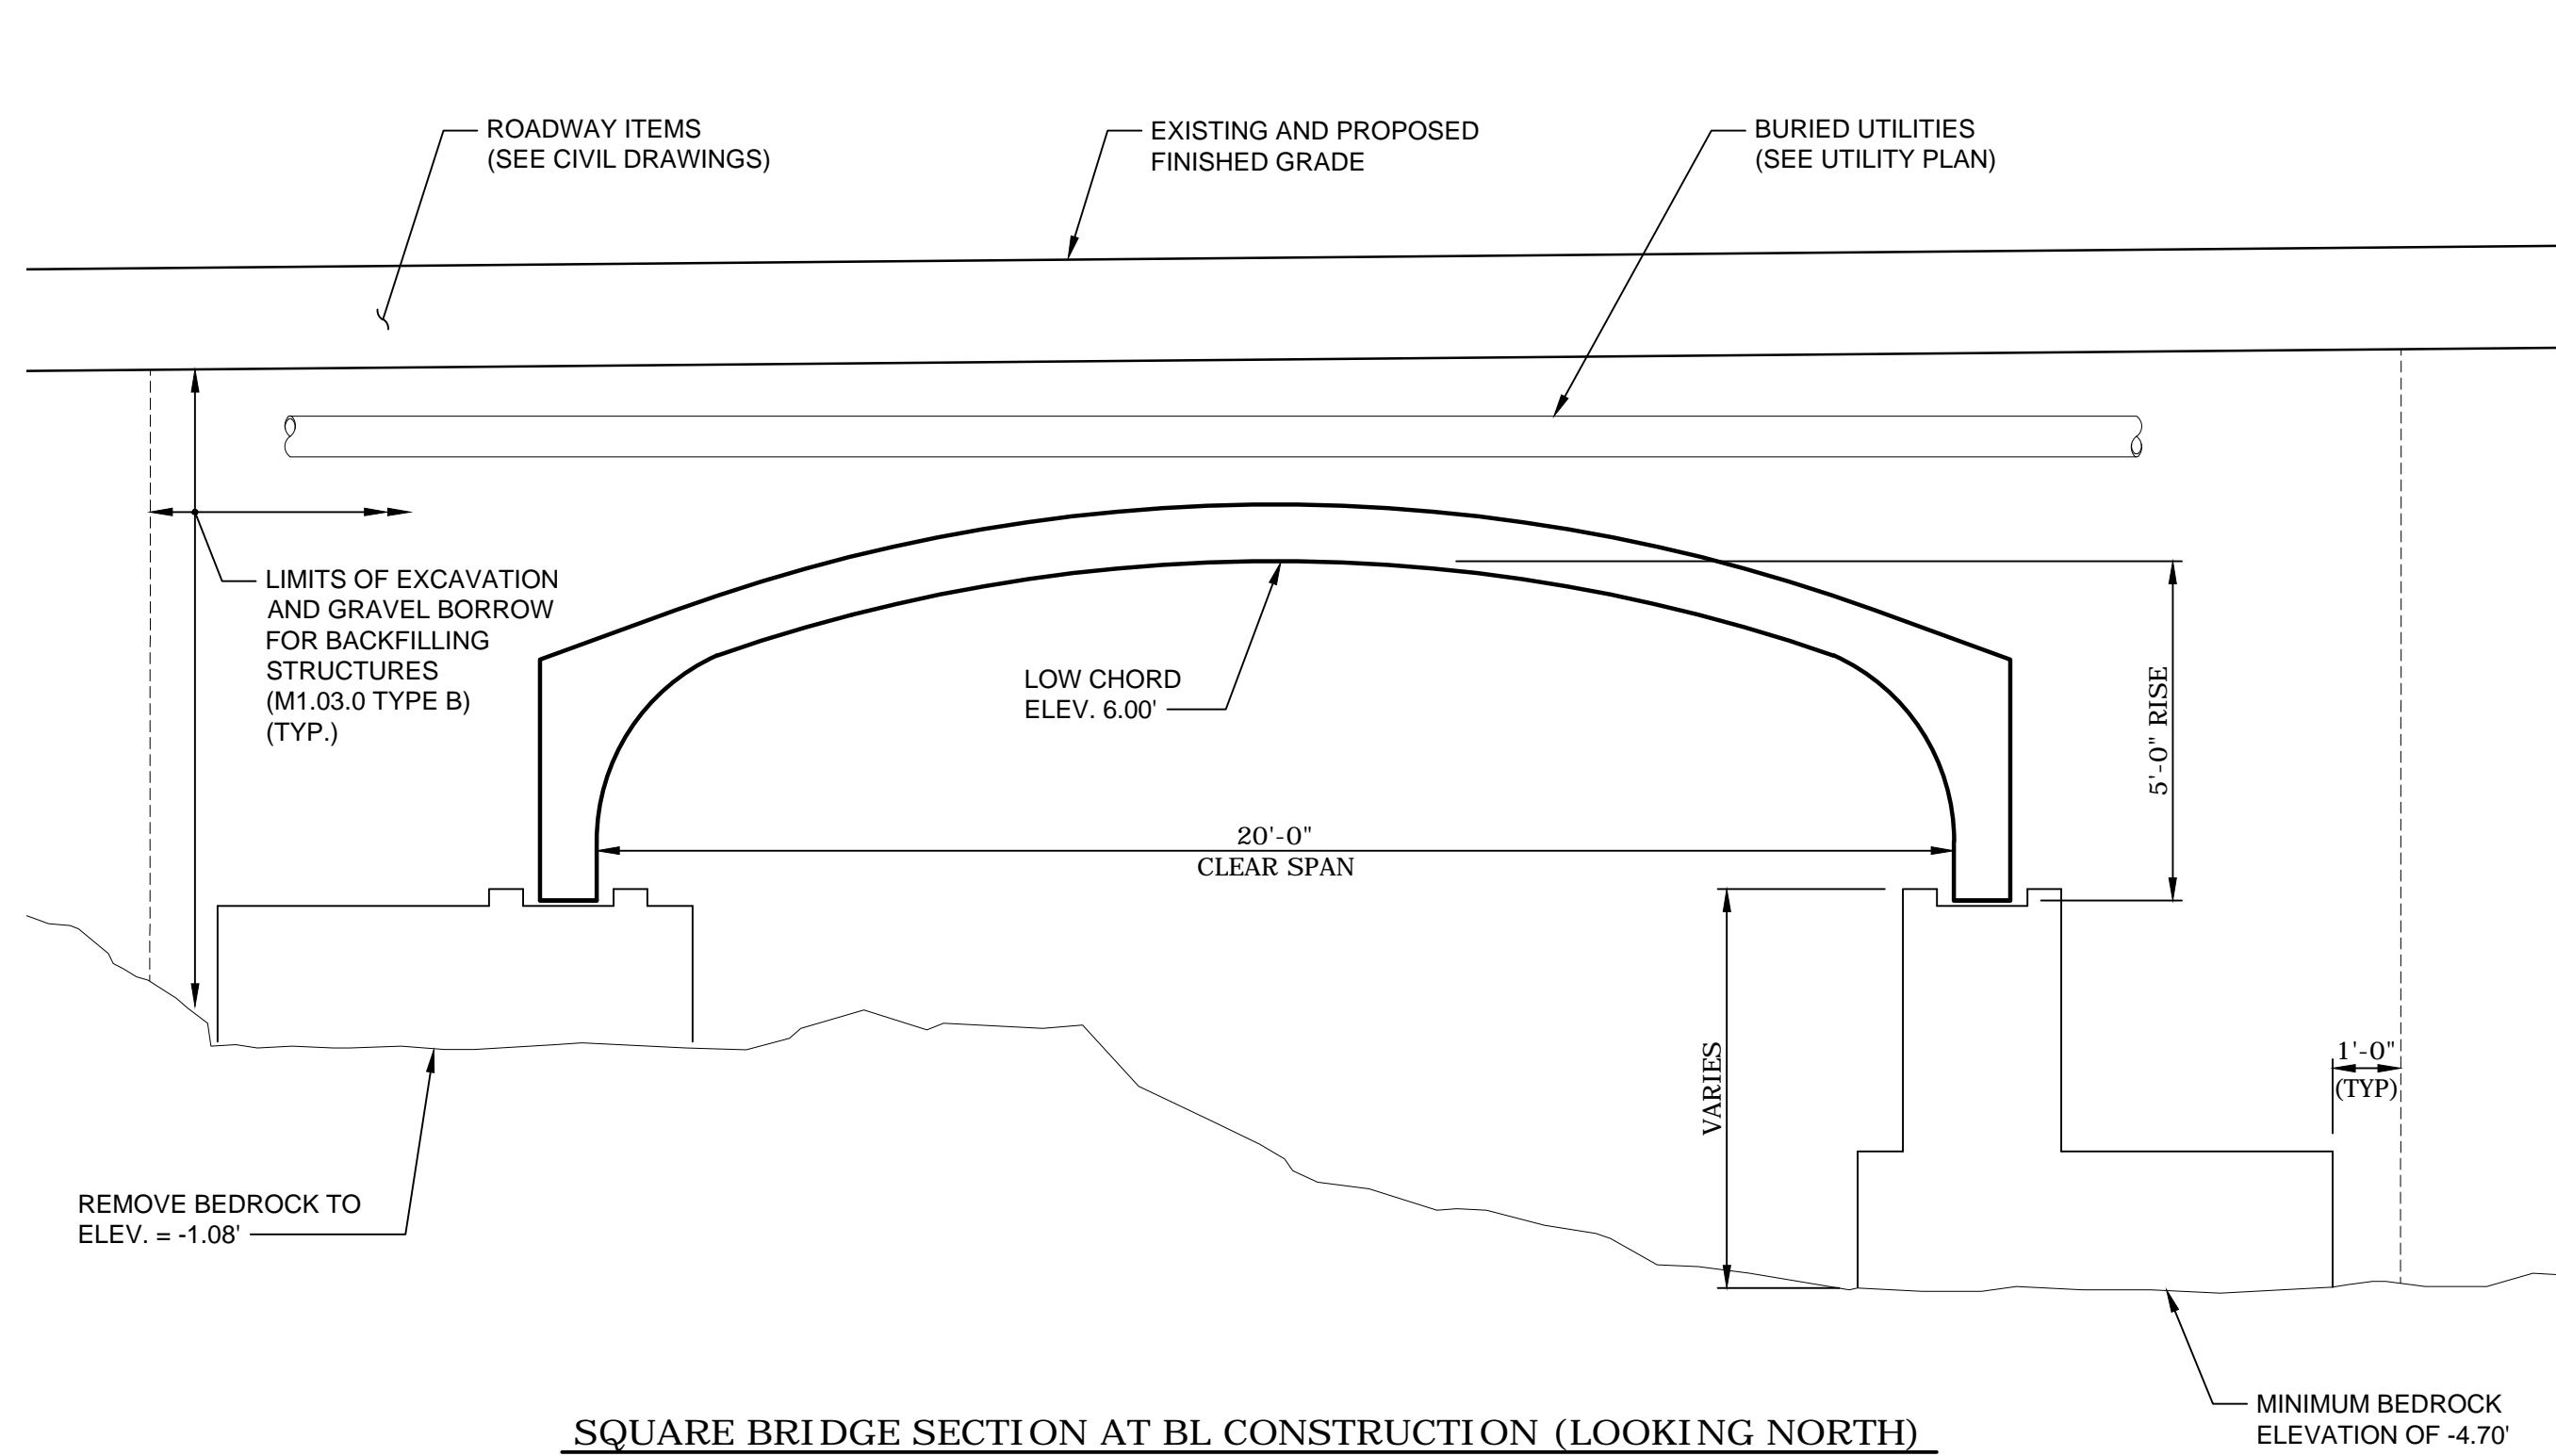 ROADWAY ITEMS
(SEE CIVIL DRAWINGS)
EXISTING AND PROPOSED
FINISHED GRADE
BURIED UTILITIES
(SEE UTILITY PLAN)
LIMITS OF EXCAVATION
AND GRAVEL BORROW
FOR BACKFILLING
STRUCTURES
(M1.03.0 TYPE B)
(TYP.)
LOW CHORD
ELEV. 6.00'
5'-0" RISE
20'-0"
CLEAR SPAN
VARIES
1'-0"
(TYP)
REMOVE BEDROCK TO
ELEV. = -1.08'
MINIMUM BEDROCK
ELEVATION OF -4.70'
SQUARE BRIDGE SECTION AT BL CONSTRUCTION (LOOKING NORTH)